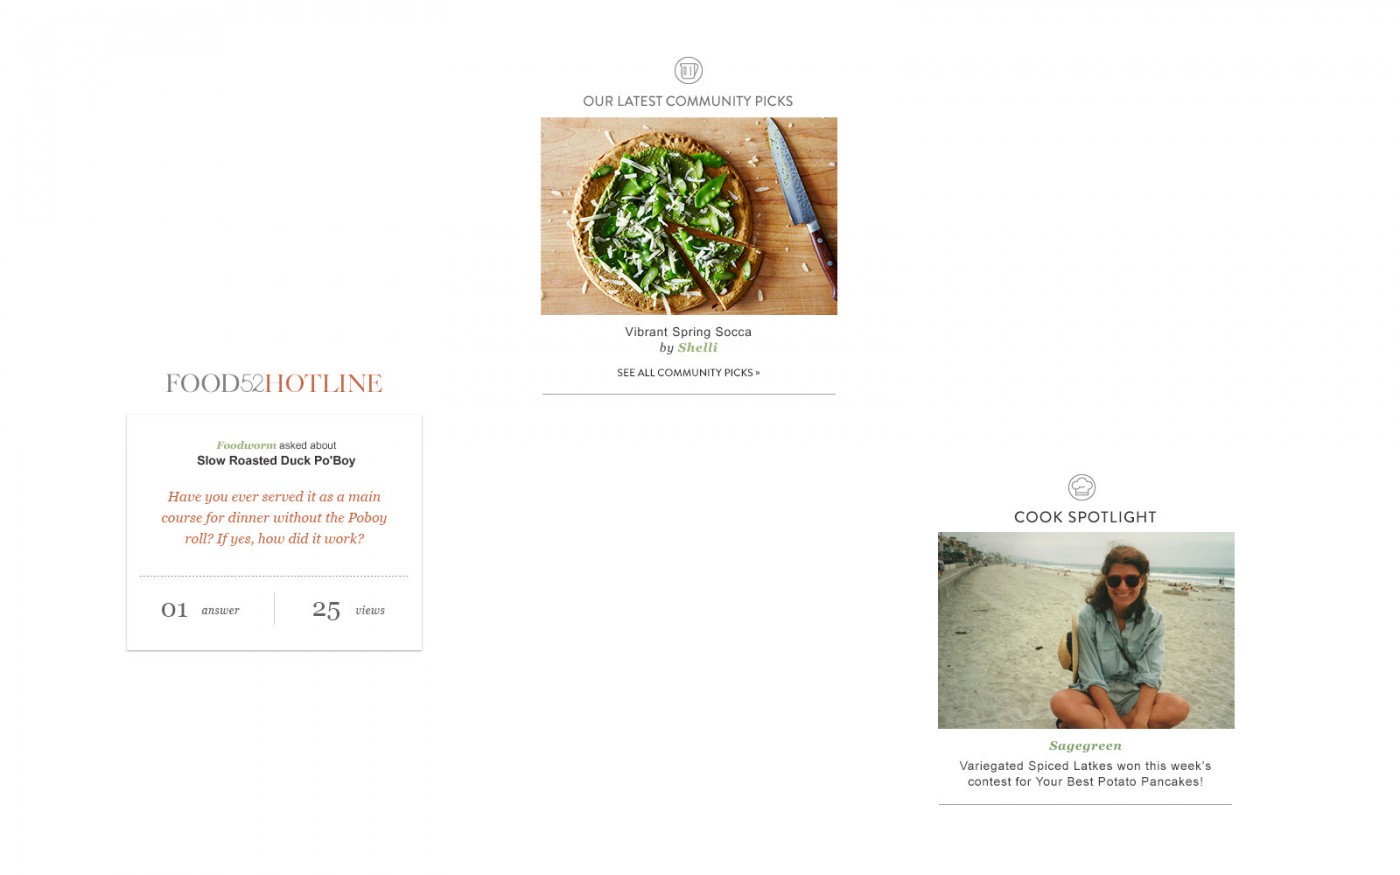 OUR LATEST COMMUNITY PICKS
Vibrant Spring Socca
by Shelli
SEE ALL COMMUNITY PICKS »
FOOD52HOTLINE
Foodworm asked about
Slow Roasted Duck Po'Boy
Have you ever served it as a main
course for dinner without the Poboy
roll? If yes, how did it work?
01 answer
25 views
COOK SPOTLIGHT
Sagegreen
Variegated Spiced Latkes won this week's
contest for Your Best Potato Pancakes!